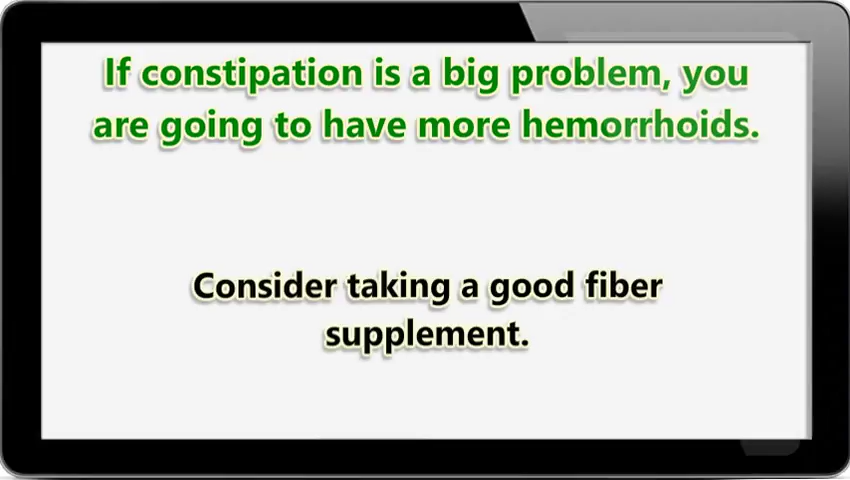 If constipation is a big problem, you
are going to have more hemorrhoids.
Consider taking a good fiber
supplement.